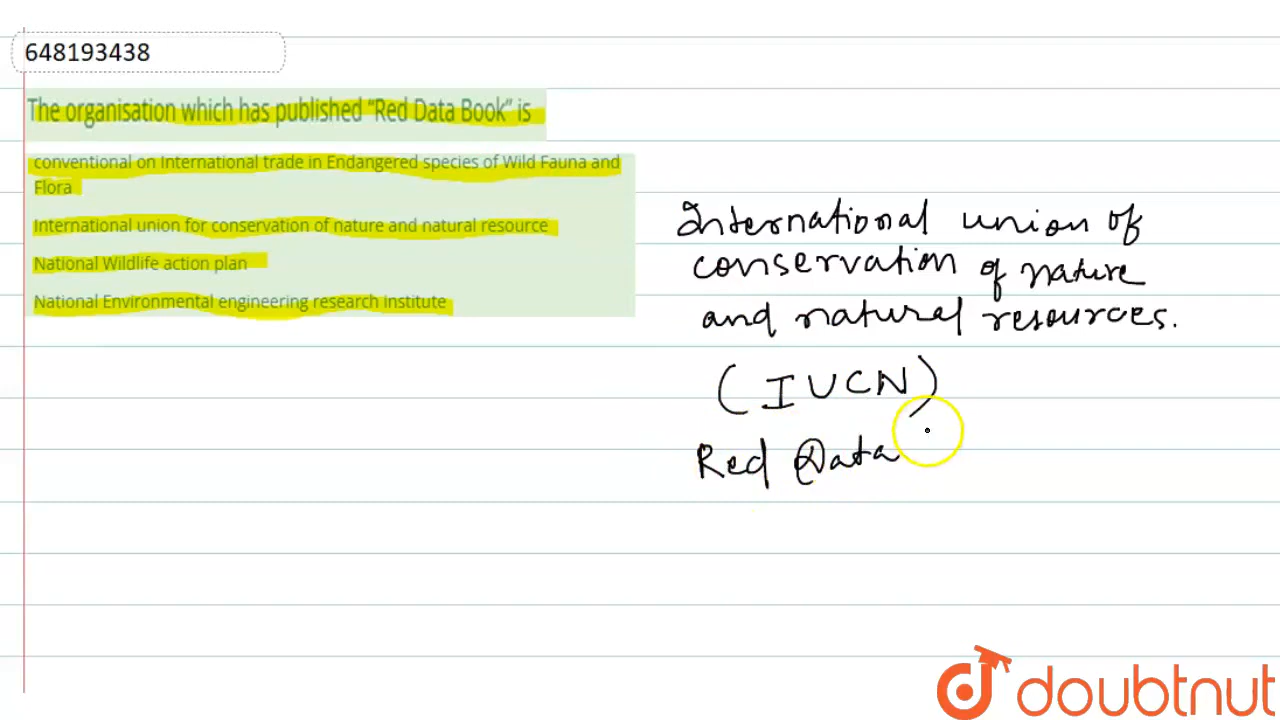 648193438
The organisation which has published “Red Data Book” is
conventional on International trade in Endangered species of Wild Fauna and
Flora
International union for conservation of nature and natural resource
National Wildlife action plan
National Environmental engineering research institute
International union of
conservation of nature
and natural resources.
(IUCN)
Red Data
doubtnut